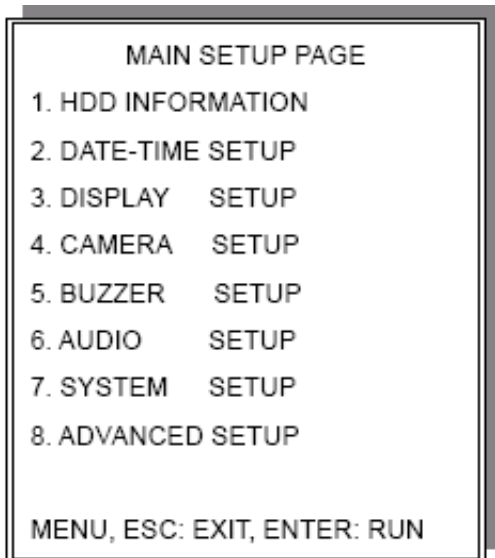 MAIN SETUP PAGE
1. HDD INFORMATION
2. DATE-TIME SETUP
3. DISPLAY SETUP
4. CAMERA SETUP
5. BUZZER SETUP
6. AUDIO SETUP
7. SYSTEM SETUP
8. ADVANCED SETUP
MENU, ESC: EXIT, ENTER: RUN